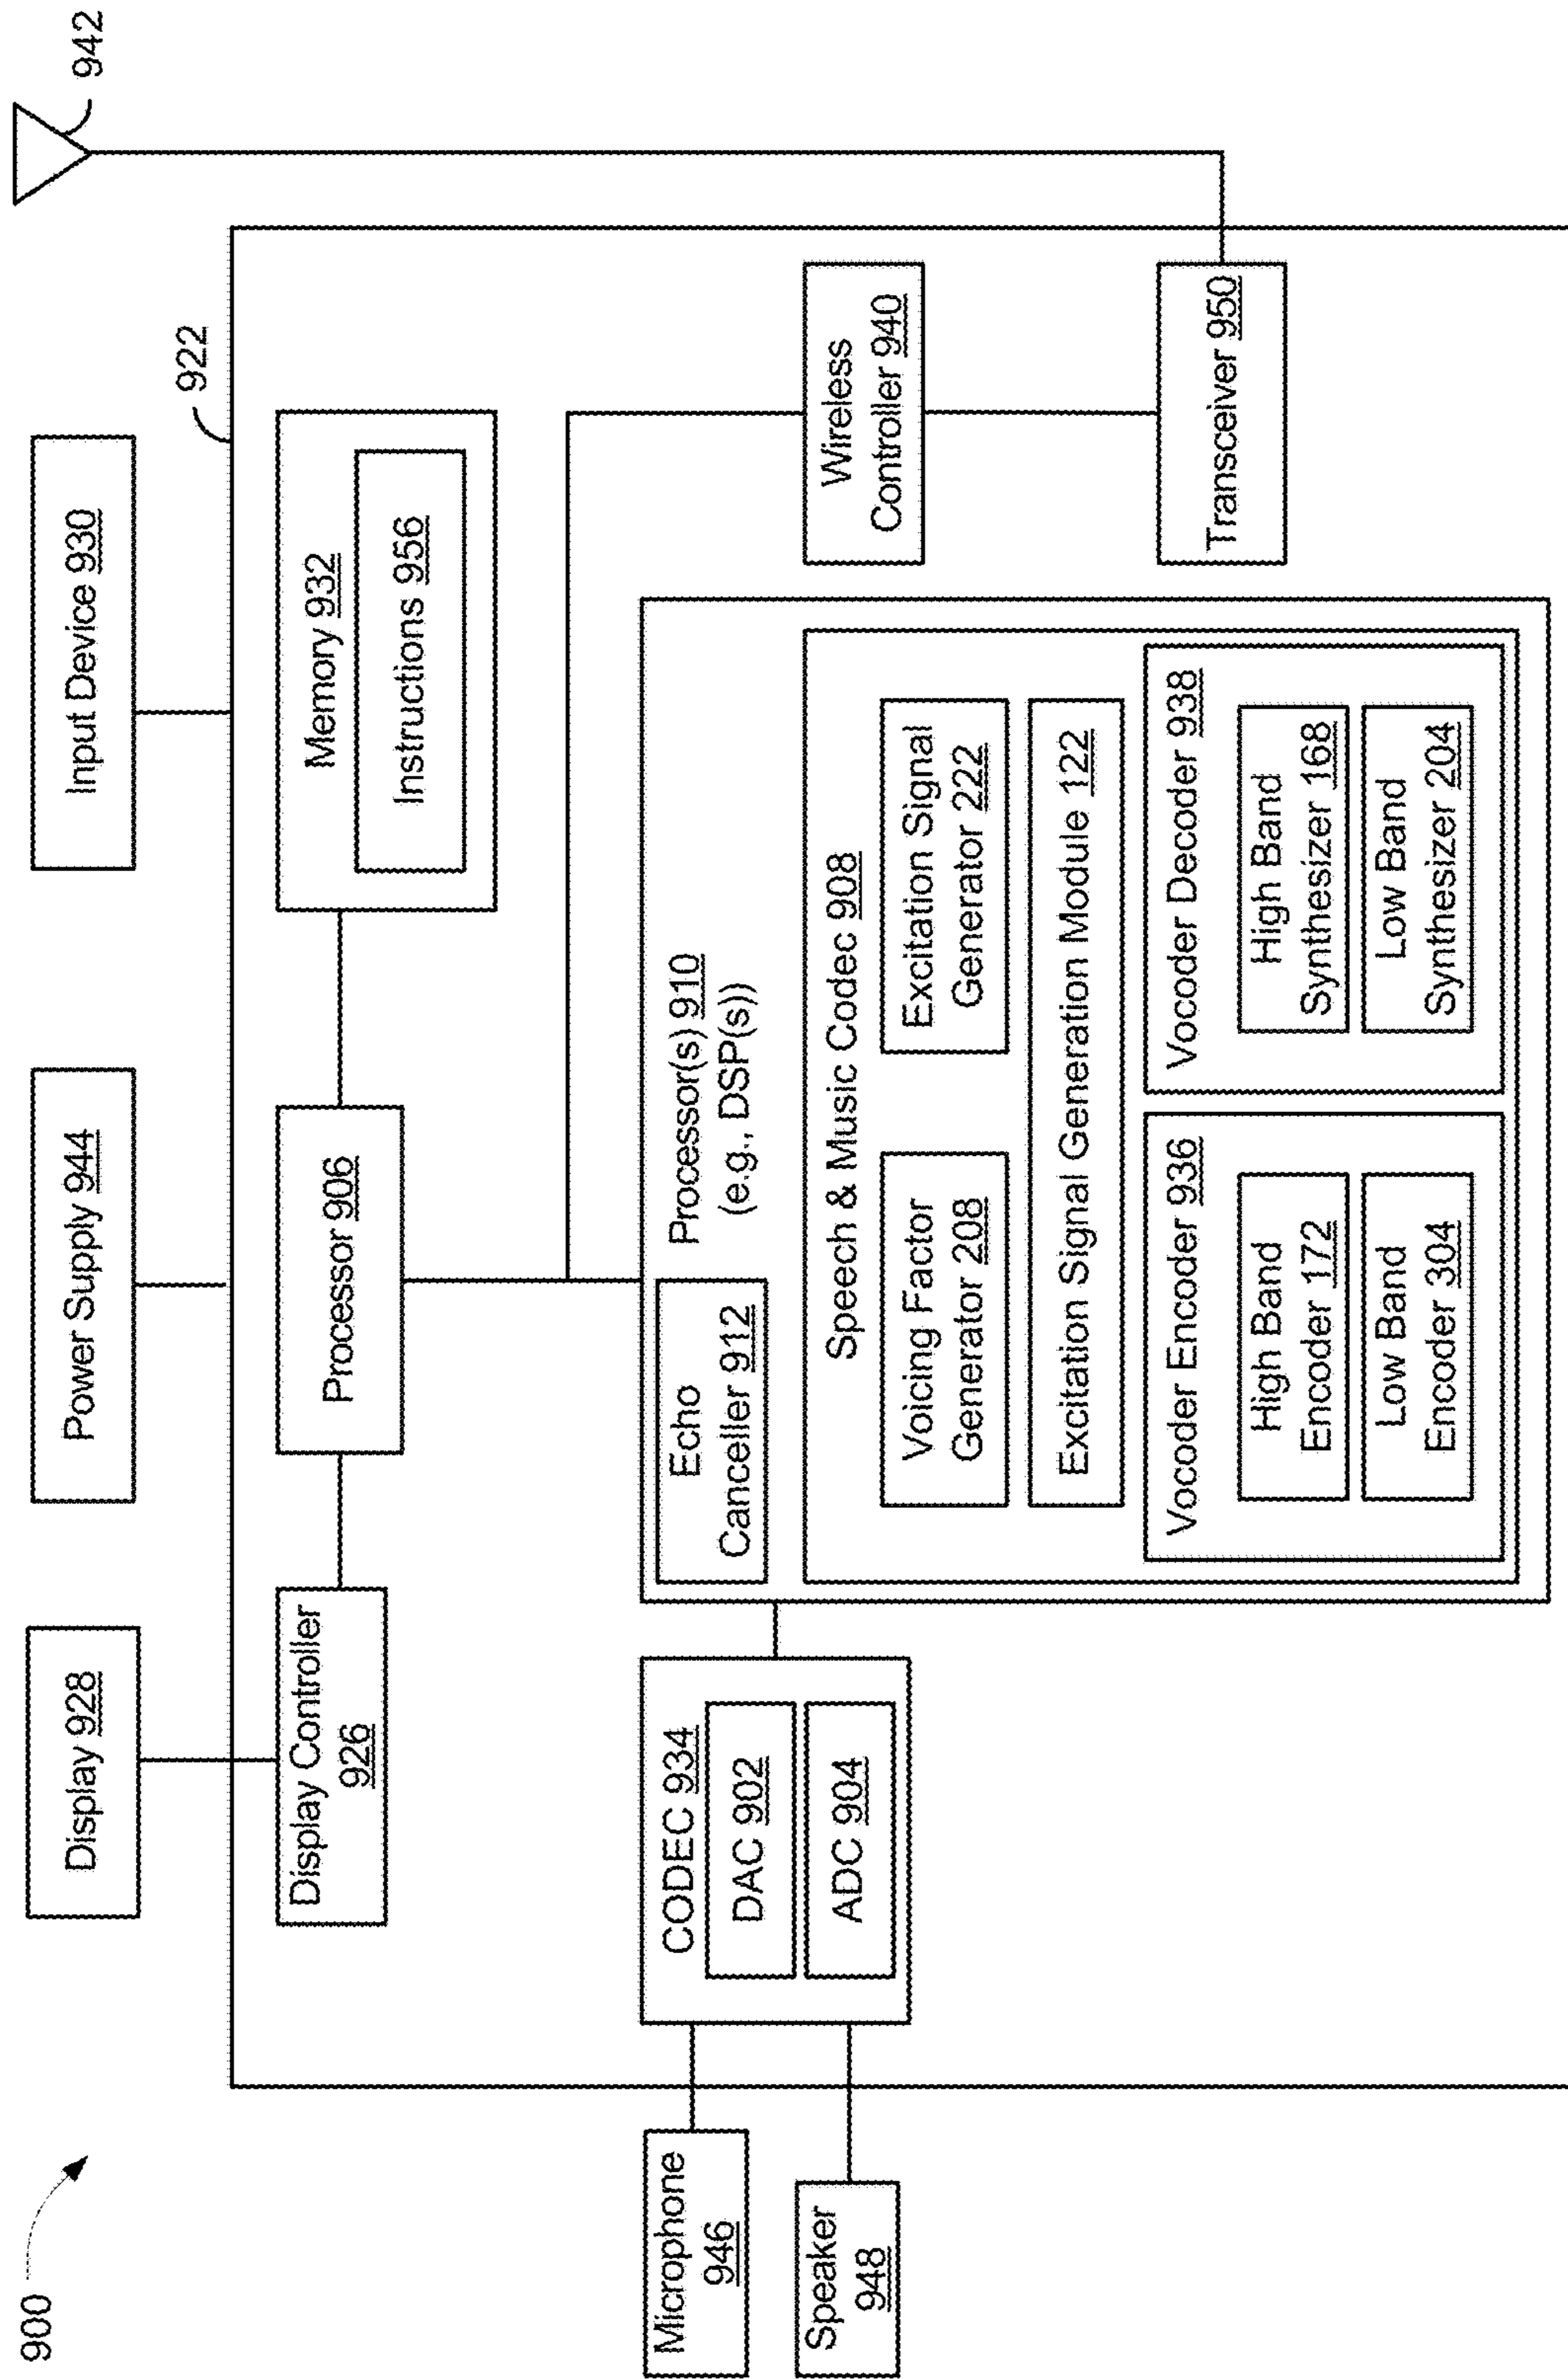 900
942
Display 928
Power Supply 944
Input Device 930
922
Display Controller
926
Processor 906
Memory 932
Instructions 956
Microphone
946
Speaker
948
CODEC 934
DAC 902
ADC 904
Echo
Canceller 912
Processor(s) 910
(e.g., DSP(s))
Speech & Music Codec 908
Voicing Factor
Generator 208
Excitation Signal
Generator 222
Excitation Signal Generation Module 122
Vocoder Encoder 936
High Band
Encoder 172
Low Band
Encoder 304
Vocoder Decoder 938
High Band
Synthesizer 168
Low Band
Synthesizer 204
Wireless
Controller 940
Transceiver 950